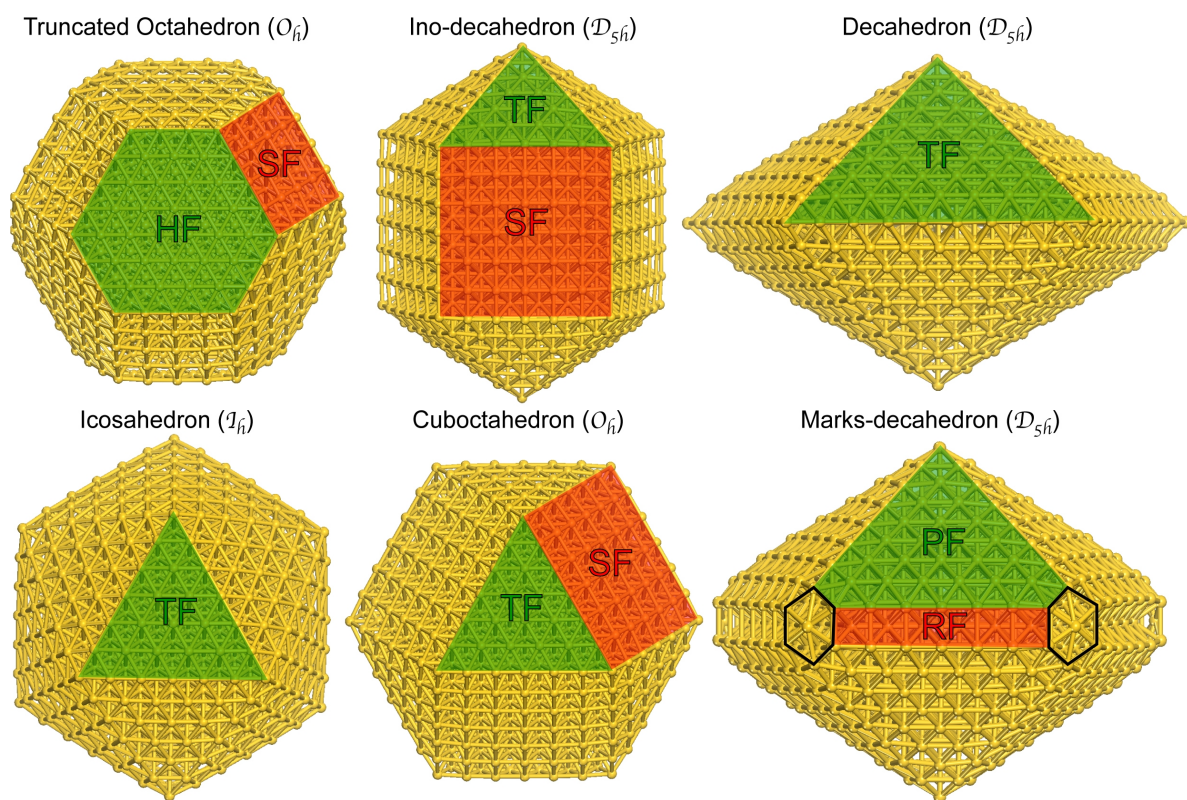 Truncated Octahedron (Oₕ)
Ino-decahedron (D₅ₕ)
Decahedron (D₅ₕ)
HF
SF
TF
SF
TF
Icosahedron (Iₕ)
Cuboctahedron (Oₕ)
Marks-decahedron (D₅ₕ)
TF
TF
SF
PF
RF